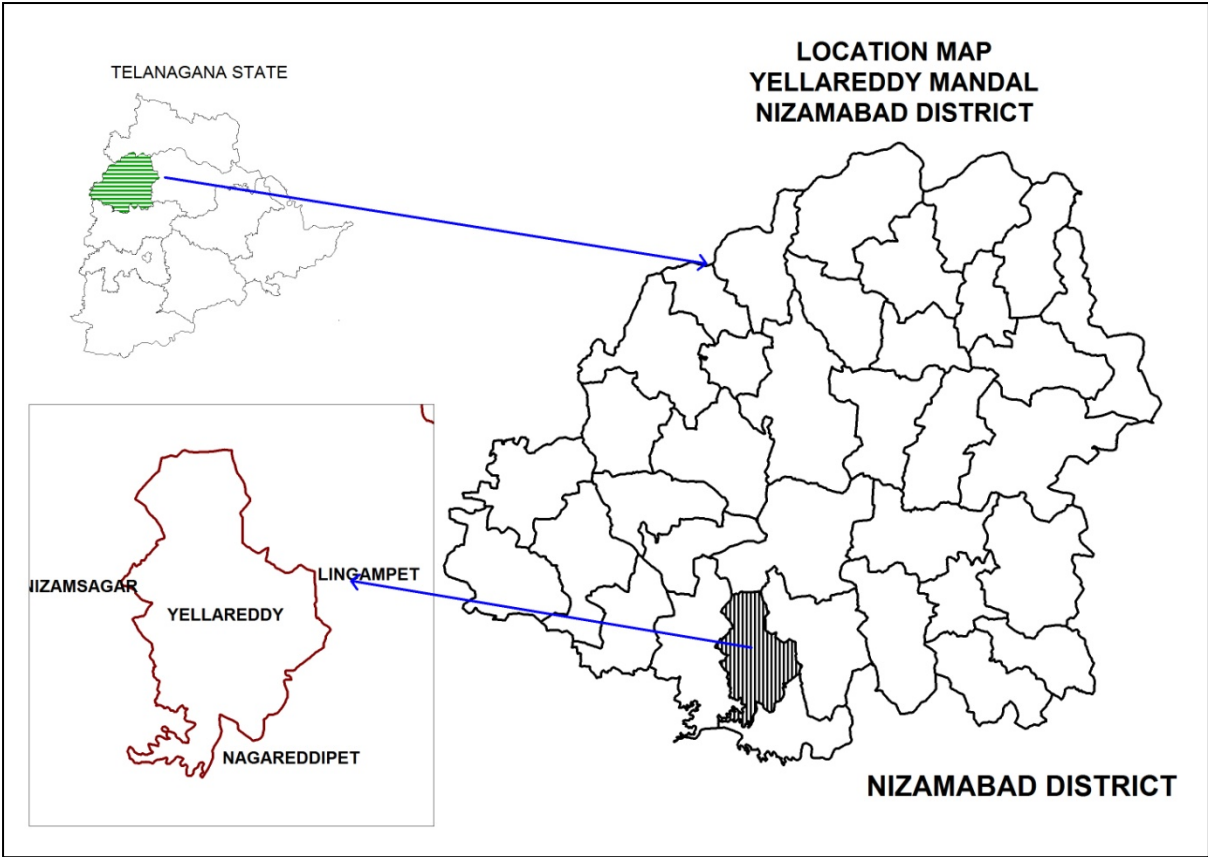 LOCATION MAP
YELLAREDDY MANDAL
NIZAMABAD DISTRICT
TELANAGANA STATE
LINGAMPET
NIZAMSAGAR
YELLAREDDY
NAGAREDDIPET
NIZAMABAD DISTRICT